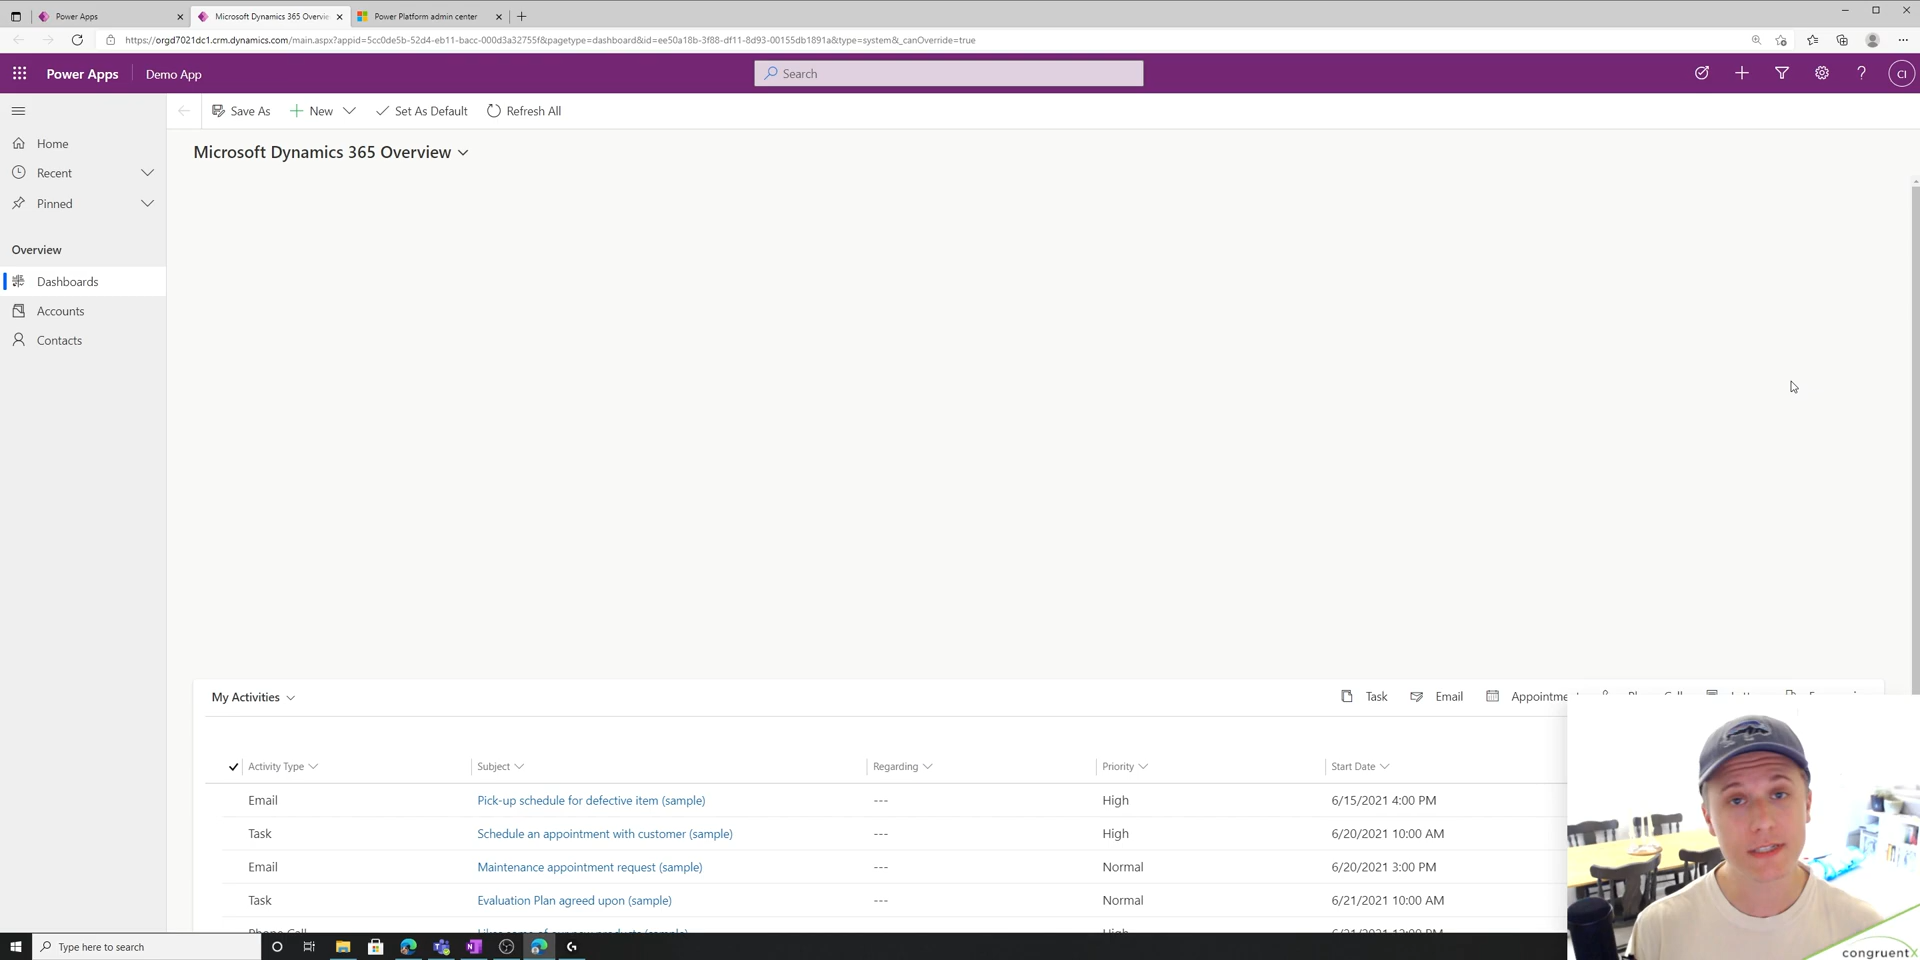 Power Apps
Microsoft Dynamics 365 Overvie
Power Platform admin center
https://orgd7021dc1.crm.dynamics.com/main.aspx?appid=5cc0de5b-52d4-eb11-bacc-000d3a32755f&pagetype=dashboard&id=ee50a18b-3f88-df11-8d93-00155db1891a&type=system&_canOverride=true
Power Apps
Demo App
Search
CI
Save As
New
Set As Default
Refresh All
Home
Recent
Pinned
Overview
Dashboards
Accounts
Contacts
Microsoft Dynamics 365 Overview
My Activities
Task
Email
Activity Type
Subject
Regarding
Priority
Start Date
Email Pick-up schedule for defective item (sample) --- High 6/15/2021 4:00 PM
Task Schedule an appointment with customer (sample) --- High 6/20/2021 10:00 AM
Email Maintenance appointment request (sample) --- Normal 6/20/2021 3:00 PM
Task Evaluation Plan agreed upon (sample) --- Normal 6/21/2021 10:00 AM
Type here to search
congruentX